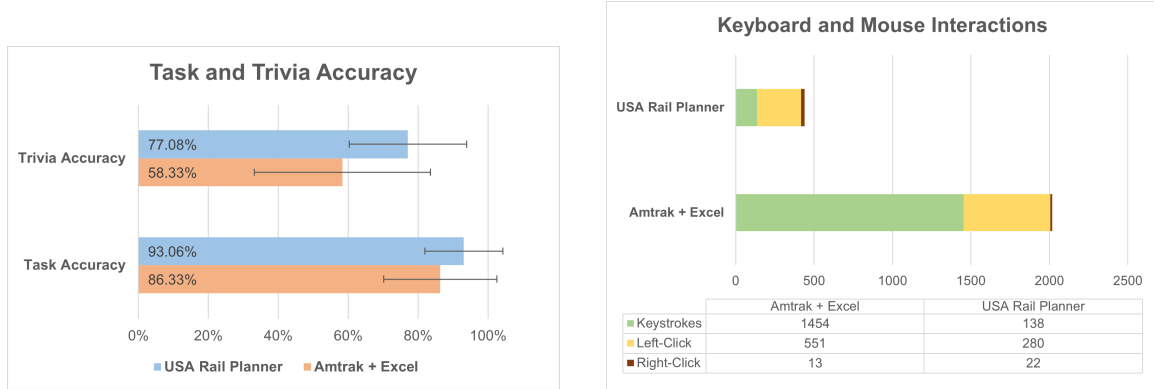 Task and Trivia Accuracy
Trivia Accuracy
77.08%
58.33%
Task Accuracy
93.06%
86.33%
0% 20% 40% 60% 80% 100%
USA Rail Planner Amtrak + Excel
Keyboard and Mouse Interactions
USA Rail Planner
Amtrak + Excel
0 500 1000 1500 2000 2500
Amtrak + Excel USA Rail Planner
Keystrokes 1454 138
Left-Click 551 280
Right-Click 13 22